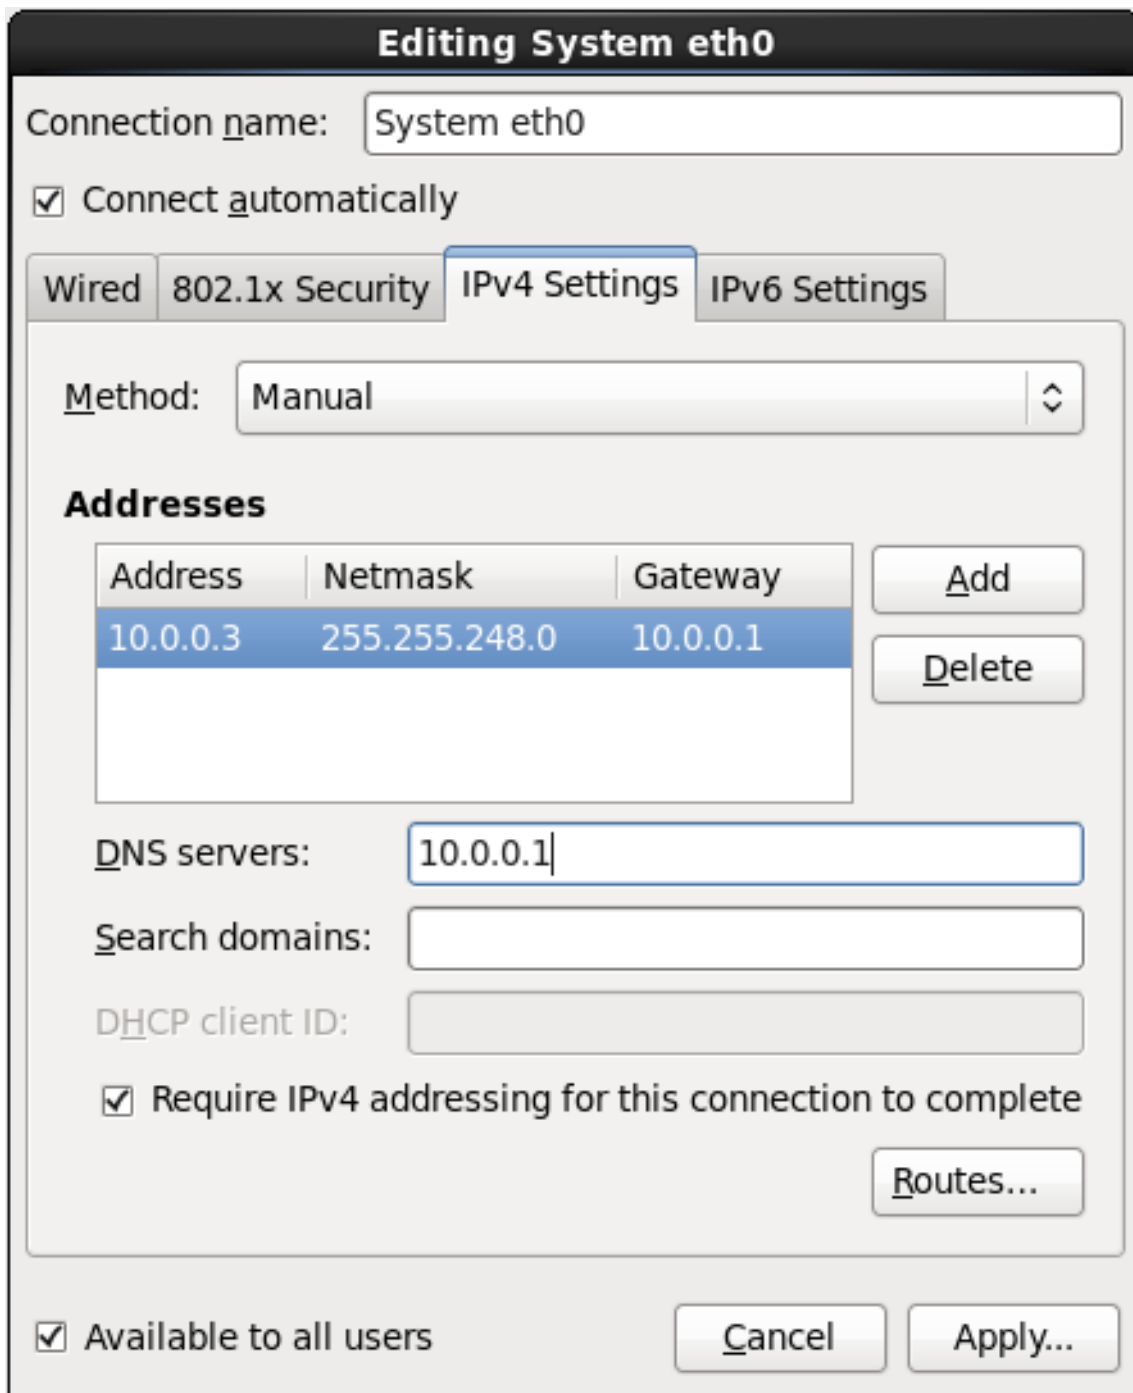 Editing System eth0
Connection name: System eth0
Connect automatically
Wired 802.1x Security IPv4 Settings IPv6 Settings
Method: Manual
Addresses
Address Netmask Gateway Add
10.0.0.3 255.255.248.0 10.0.0.1
Delete
DNS servers: 10.0.0.1
Search domains:
DHCP client ID:
Require IPv4 addressing for this connection to complete
Routes...
Available to all users Cancel Apply...